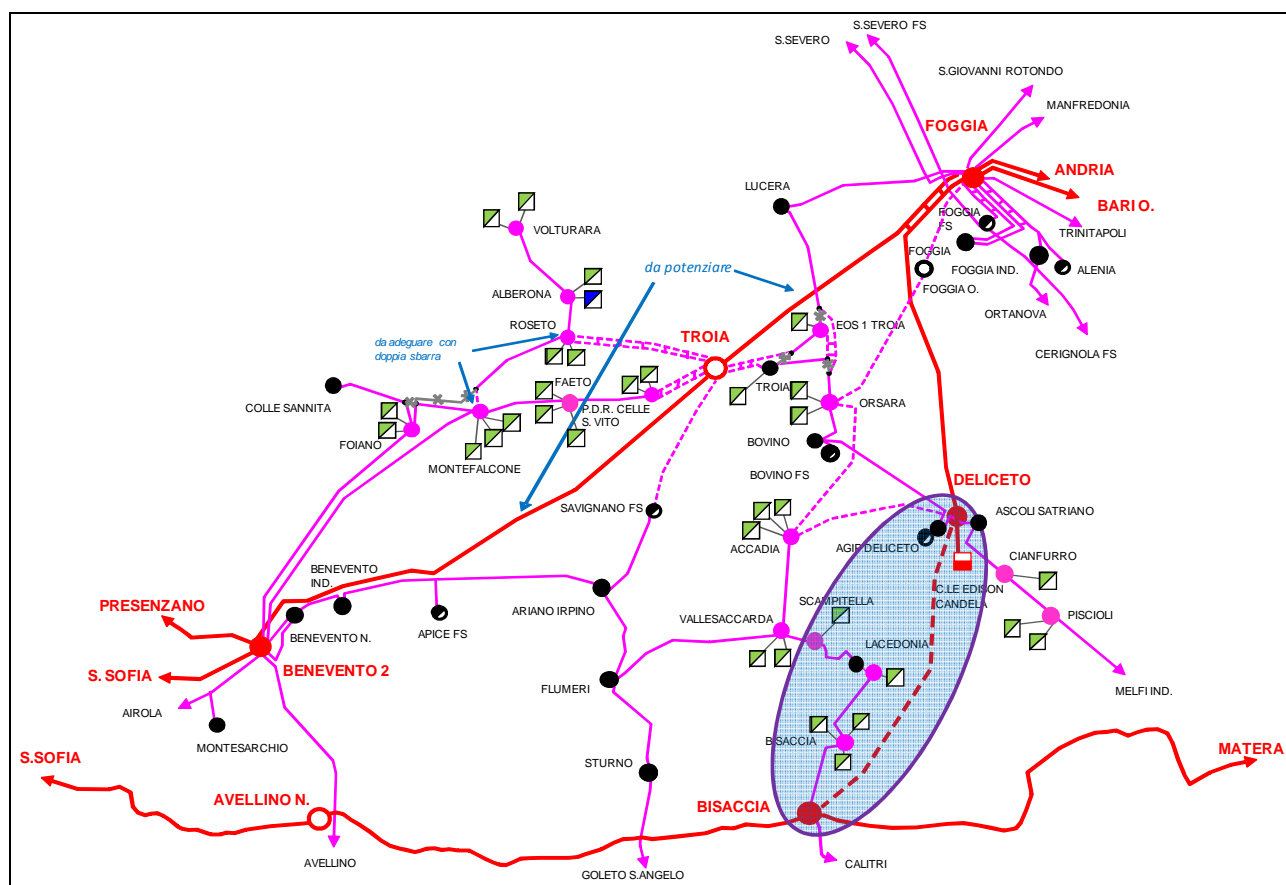 S.SEVERO FS
S.SEVERO
S.GIOVANNI ROTONDO
MANFREDONIA
FOGGIA
ANDRIA
LUCERA
BARI O.
FOGGIA
FS
TRINITAPOLI
VOLTURARA
FOGGIA
FOGGIA IND.
ALENIA
da potenziare
FOGGIA O.
ALBERONA
ORTANOVA
ROSETO
EOS 1 TROIA
da adeguare con
doppia sbarra
TROIA
CERIGNOLA FS
FAETO
TROIA
COLLE SANNITA
P.D.R. CELLE
S. VITO
ORSARA
FOIANO
BOVINO
MONTEFALCONE
BOVINO FS
DELICETO
SAVIGNANO FS
ASCOLI SATRIANO
ACCADIA
AGIP DELICETO
CIANFURRO
BENEVENTO
IND.
C.LE EDISON
CANDELA
PRESENZANO
ARIANO IRPINO
SCAMPITELLA
PISCIOLI
BENEVENTO N.
APICE FS
VALLESACCARDA
LACEDONIA
S. SOFIA
BENEVENTO 2
FLUMERI
MELFI IND.
AIROLA
MONTESARCHIO
BISACCIA
S.SOFIA
STURNO
MATERA
AVELLINO N.
BISACCIA
AVELLINO
CALITRI
GOLETO S.ANGELO